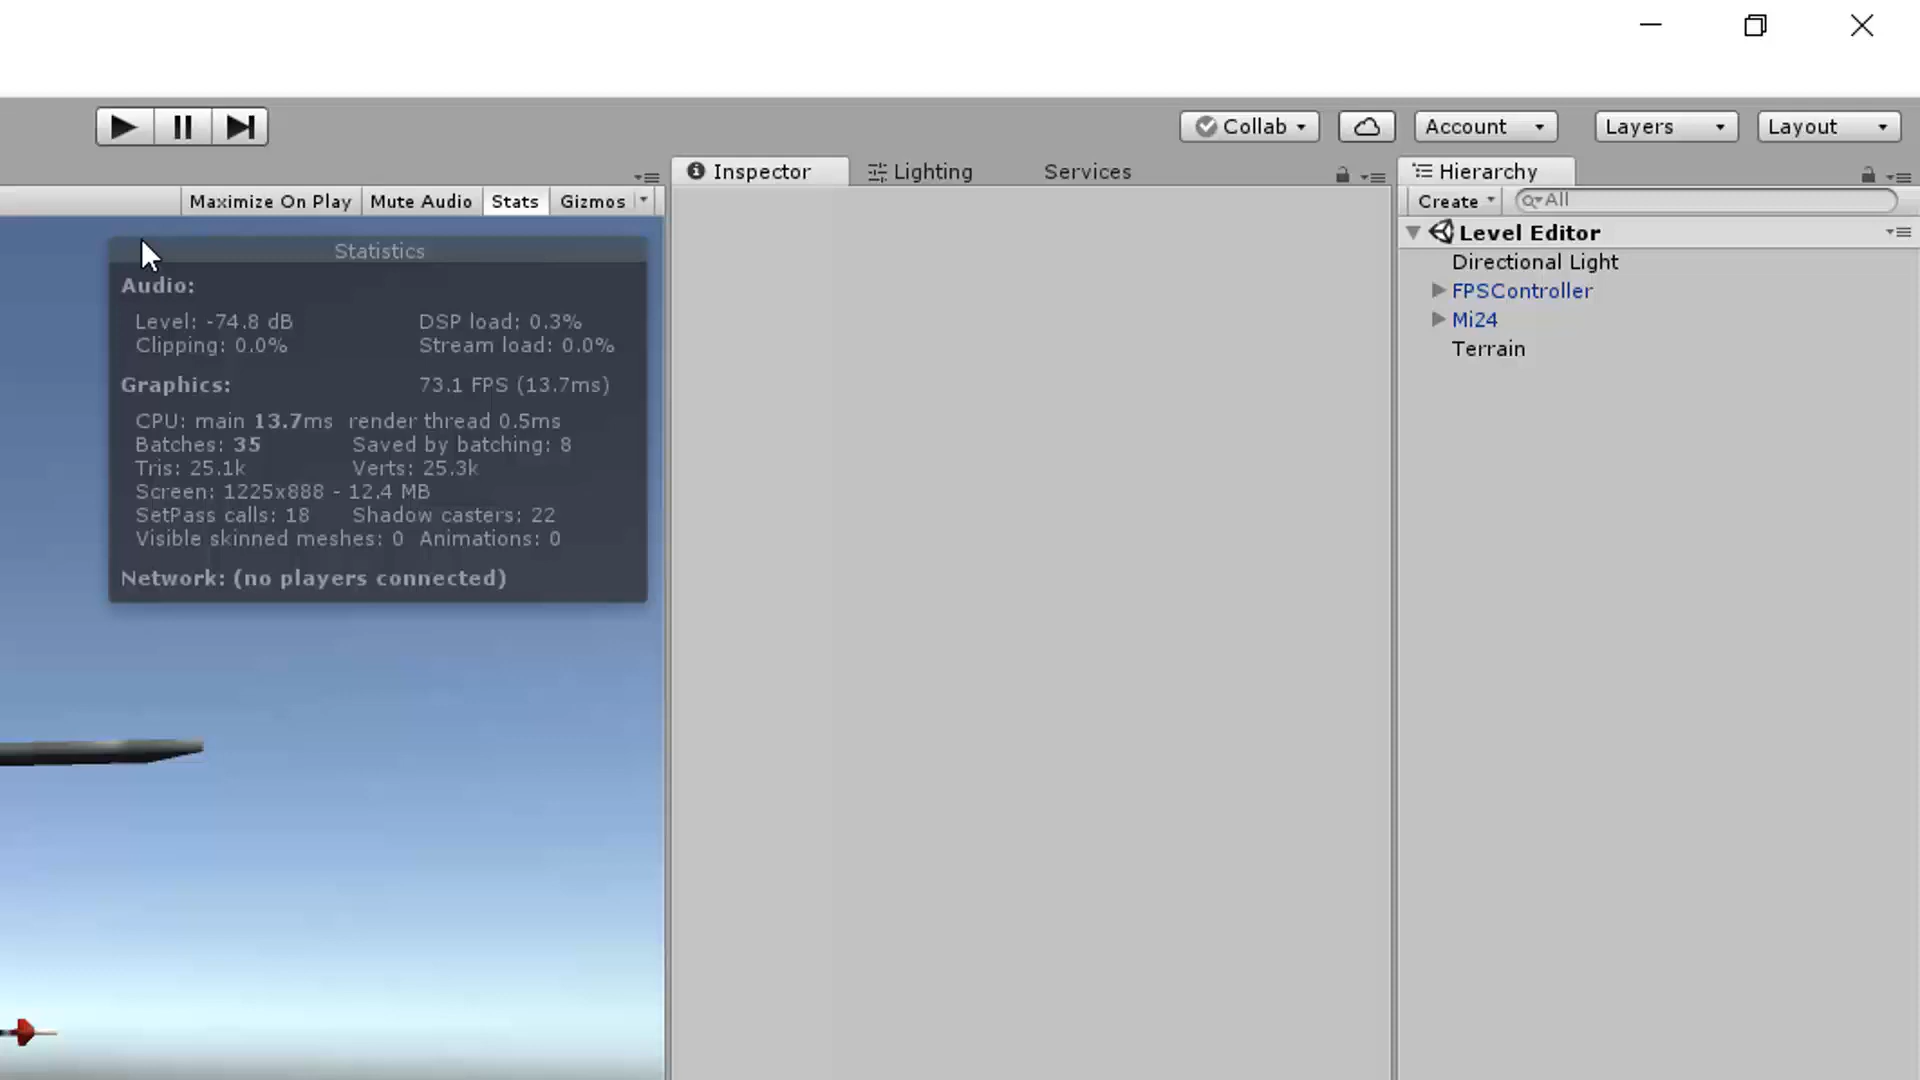 Collab
Account
Layers
Layout
Inspector
Lighting
Services
Hierarchy
Maximize On Play
Mute Audio
Stats
Gizmos
Create
All
Statistics
Audio:
Level: -74.8 dB DSP load: 0.3%
Clipping: 0.0% Stream load: 0.0%
Graphics: 73.1 FPS (13.7ms)
CPU: main 13.7ms render thread 0.5ms
Batches: 35 Saved by batching: 8
Tris: 25.1k Verts: 25.3k
Screen: 1225x888 - 12.4 MB
SetPass calls: 18 Shadow casters: 22
Visible skinned meshes: 0 Animations: 0
Network: (no players connected)
Level Editor
Directional Light
FPSController
Mi24
Terrain